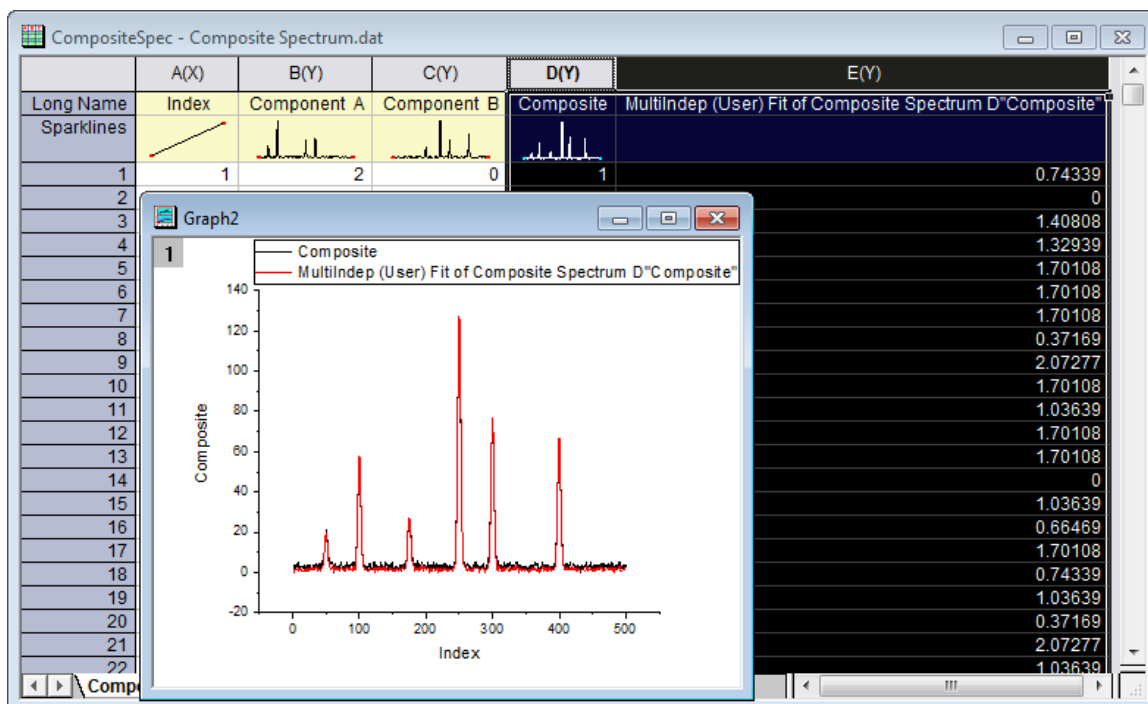 CompositeSpec - Composite Spectrum.dat
A(X) B(Y) C(Y) D(Y) E(Y)
Long Name Index Component A Component B Composite MultiIndep (User) Fit of Composite Spectrum D"Composite"
Sparklines
1 1 2 0 1 0.74339
2 0
3 1.40808
4 1.32939
5 1.70108
6 1.70108
7 1.70108
8 0.37169
9 2.07277
10 1.70108
11 1.03639
12 1.70108
13 1.70108
14 0
15 1.03639
16 0.66469
17 1.70108
18 0.74339
19 1.03639
20 0.37169
21 2.07277
22 1.03639
Graph2
1
Composite
MultiIndep (User) Fit of Composite Spectrum D"Composite"
140
120
100
80
60
40
20
0
-20
0 100 200 300 400 500
Composite
Index
Compo